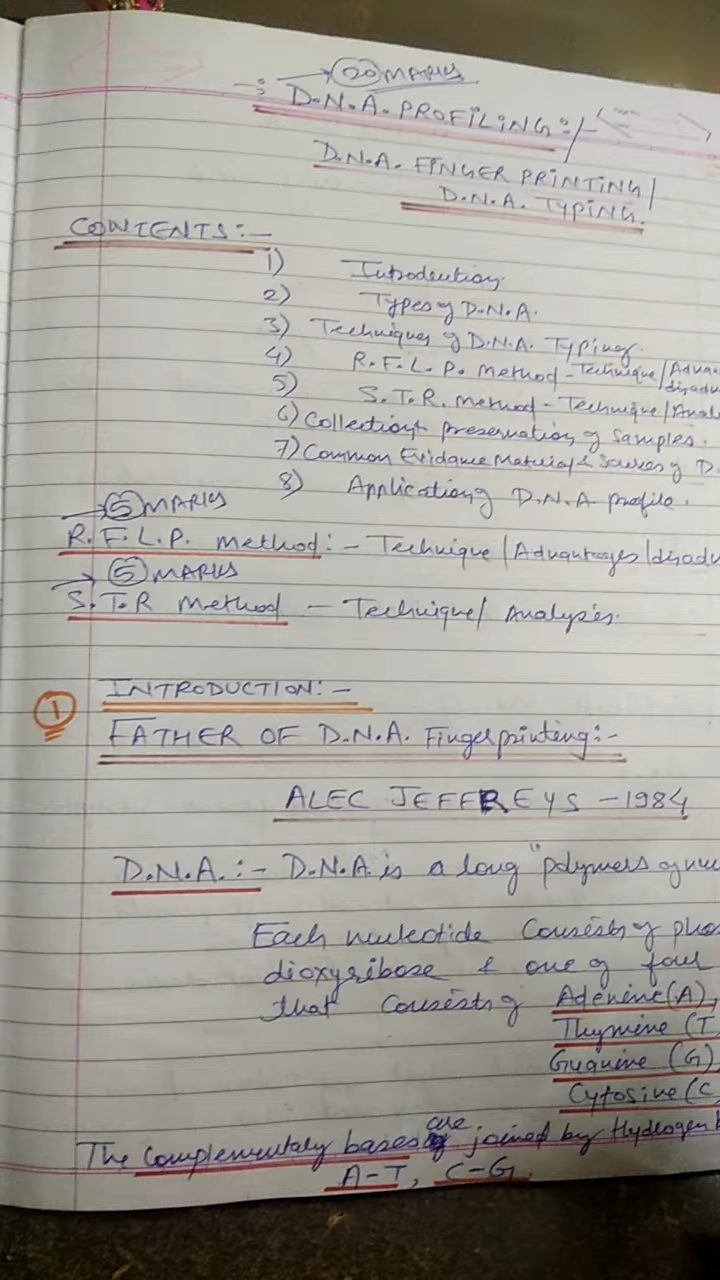 → (20) MARKS
-: D.N.A. PROFiLiNG :/-
D.N.A. FINGER PRINTING/
D.N.A. TYPING.
CONTENTS:-
1) Introduction
2) Types of D.N.A.
3) Techniques of D.N.A. Typing.
4) R.F.L.P. Method - Technique/Advan
disadv
5) S.T.R. Method - Technique/Anal
6) Collection & preservation of samples.
7) Common Evidance Material & Sources of D.
8) Application of D.N.A profile.
→ (5) MARKS
R.F.L.P. Method:- Technique/Advantages/disadv
→ (5) MARKS
S.T.R Method - Technique/ Analysis.
1 INTRODUCTION:-
FATHER OF D.N.A. Fingerprinting:-
ALEC JEFFREYS - 1984
D.N.A.:- D.N.A is a long "polymers of nu
Each nucleotide Consists of phos
dioxyribose & one of four
that consists of Adenine(A),
Thymine (T
Guanine (G)
Cytosine (C
The Complementary bases are joined by Hydrogen b
A-T, C-G.